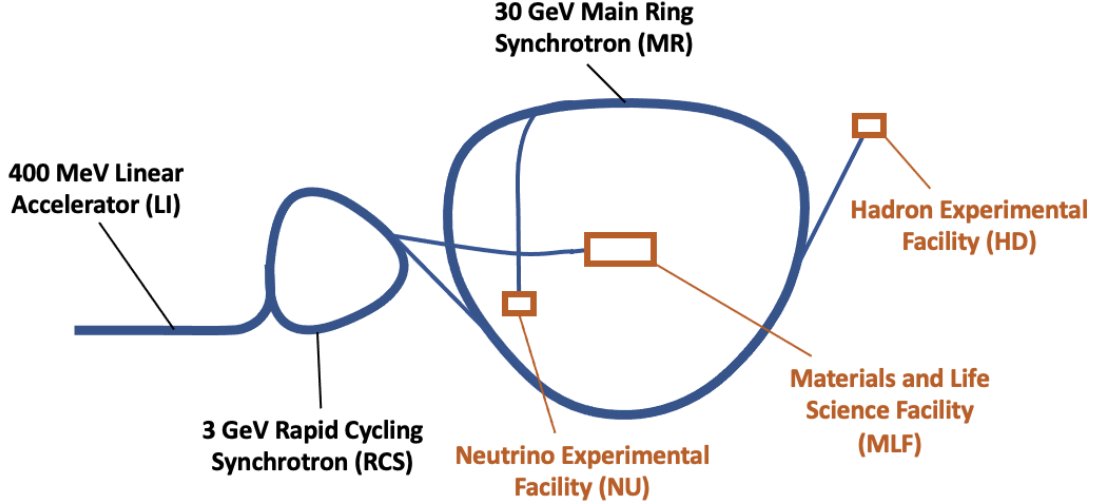 30 GeV Main Ring
Synchrotron (MR)
400 MeV Linear
Accelerator (LI)
Hadron Experimental
Facility (HD)
Materials and Life
Science Facility
(MLF)
3 GeV Rapid Cycling
Synchrotron (RCS)
Neutrino Experimental
Facility (NU)